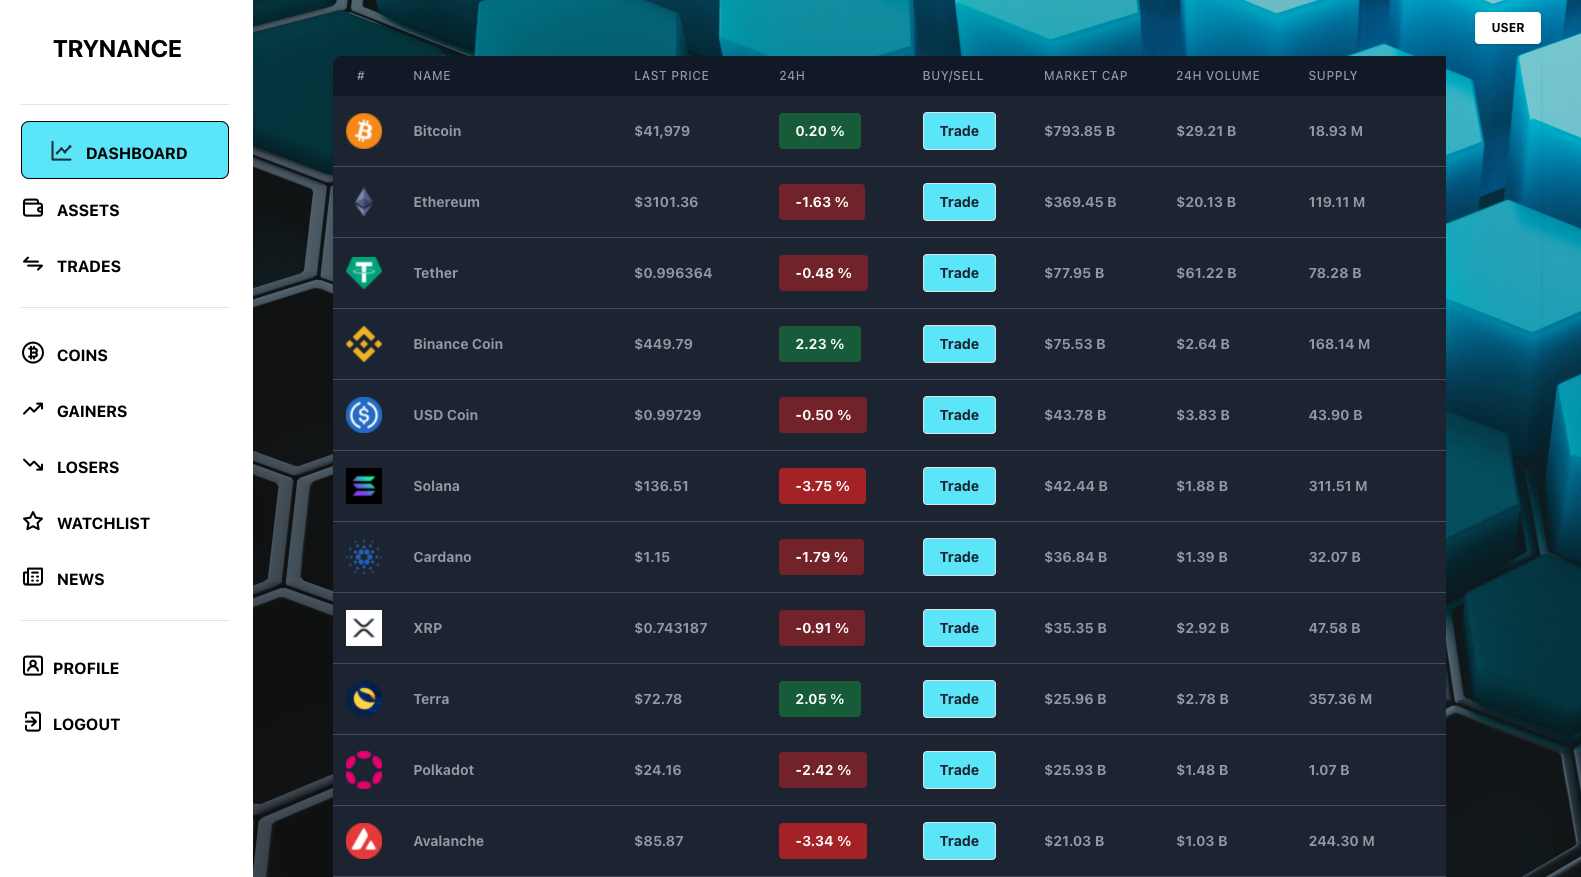 TRYNANCE
DASHBOARD
ASSETS
TRADES
COINS
GAINERS
LOSERS
WATCHLIST
NEWS
PROFILE
LOGOUT
USER
# NAME LAST PRICE 24H BUY/SELL MARKET CAP 24H VOLUME SUPPLY
Bitcoin $41,979 0.20 % Trade $793.85 B $29.21 B 18.93 M
Ethereum $3101.36 -1.63 % Trade $369.45 B $20.13 B 119.11 M
Tether $0.996364 -0.48 % Trade $77.95 B $61.22 B 78.28 B
Binance Coin $449.79 2.23 % Trade $75.53 B $2.64 B 168.14 M
USD Coin $0.99729 -0.50 % Trade $43.78 B $3.83 B 43.90 B
Solana $136.51 -3.75 % Trade $42.44 B $1.88 B 311.51 M
Cardano $1.15 -1.79 % Trade $36.84 B $1.39 B 32.07 B
XRP $0.743187 -0.91 % Trade $35.35 B $2.92 B 47.58 B
Terra $72.78 2.05 % Trade $25.96 B $2.78 B 357.36 M
Polkadot $24.16 -2.42 % Trade $25.93 B $1.48 B 1.07 B
Avalanche $85.87 -3.34 % Trade $21.03 B $1.03 B 244.30 M